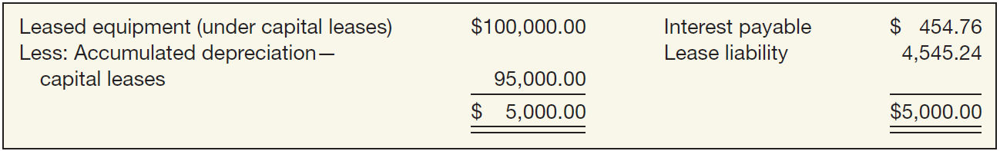 Leased equipment (under capital leases) $100,000.00 Interest payable $ 454.76
Less: Accumulated depreciation— Lease liability 4,545.24
capital leases 95,000.00
$ 5,000.00 $5,000.00